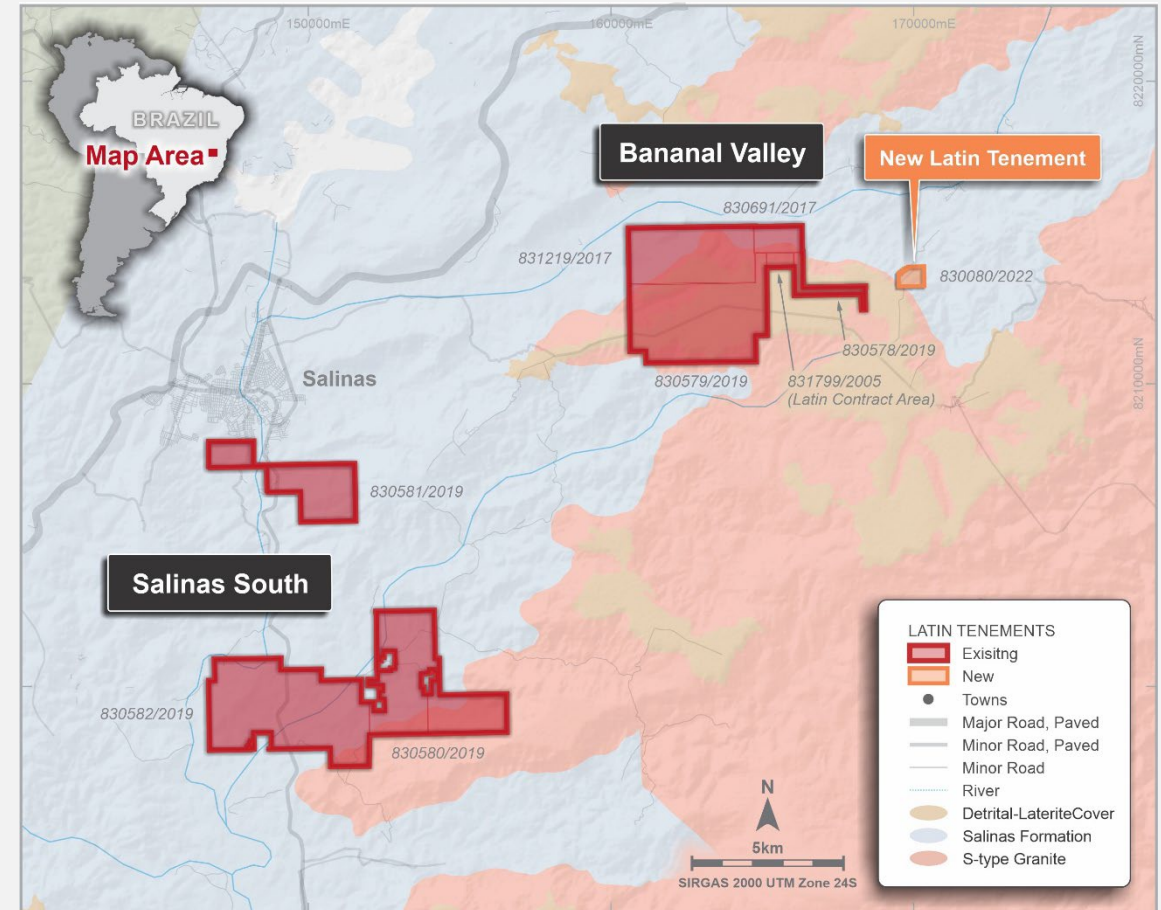 150000mE
160000mE
170000mE
8220000mN
8210000mN
BRAZIL
Map Area
Bananal Valley
New Latin Tenement
830691/2017
831219/2017
830080/2022
830578/2019
830579/2019
831799/2005
(Latin Contract Area)
Salinas
830581/2019
Salinas South
830582/2019
830580/2019
N
5km
SIRGAS 2000 UTM Zone 24S
LATIN TENEMENTS
Exisitng
New
Towns
Major Road, Paved
Minor Road, Paved
Minor Road
River
Detrital-LateriteCover
Salinas Formation
S-type Granite